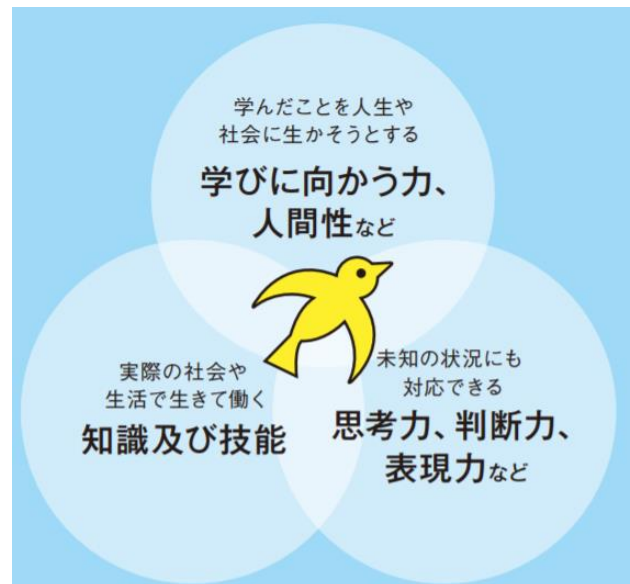 学んだことを人生や
社会に生かそうとする
学びに向かう力、
人間性など
実際の社会や
生活で生きて働く
知識及び技能
未知の状況にも
対応できる
思考力、判断力、
表現力など